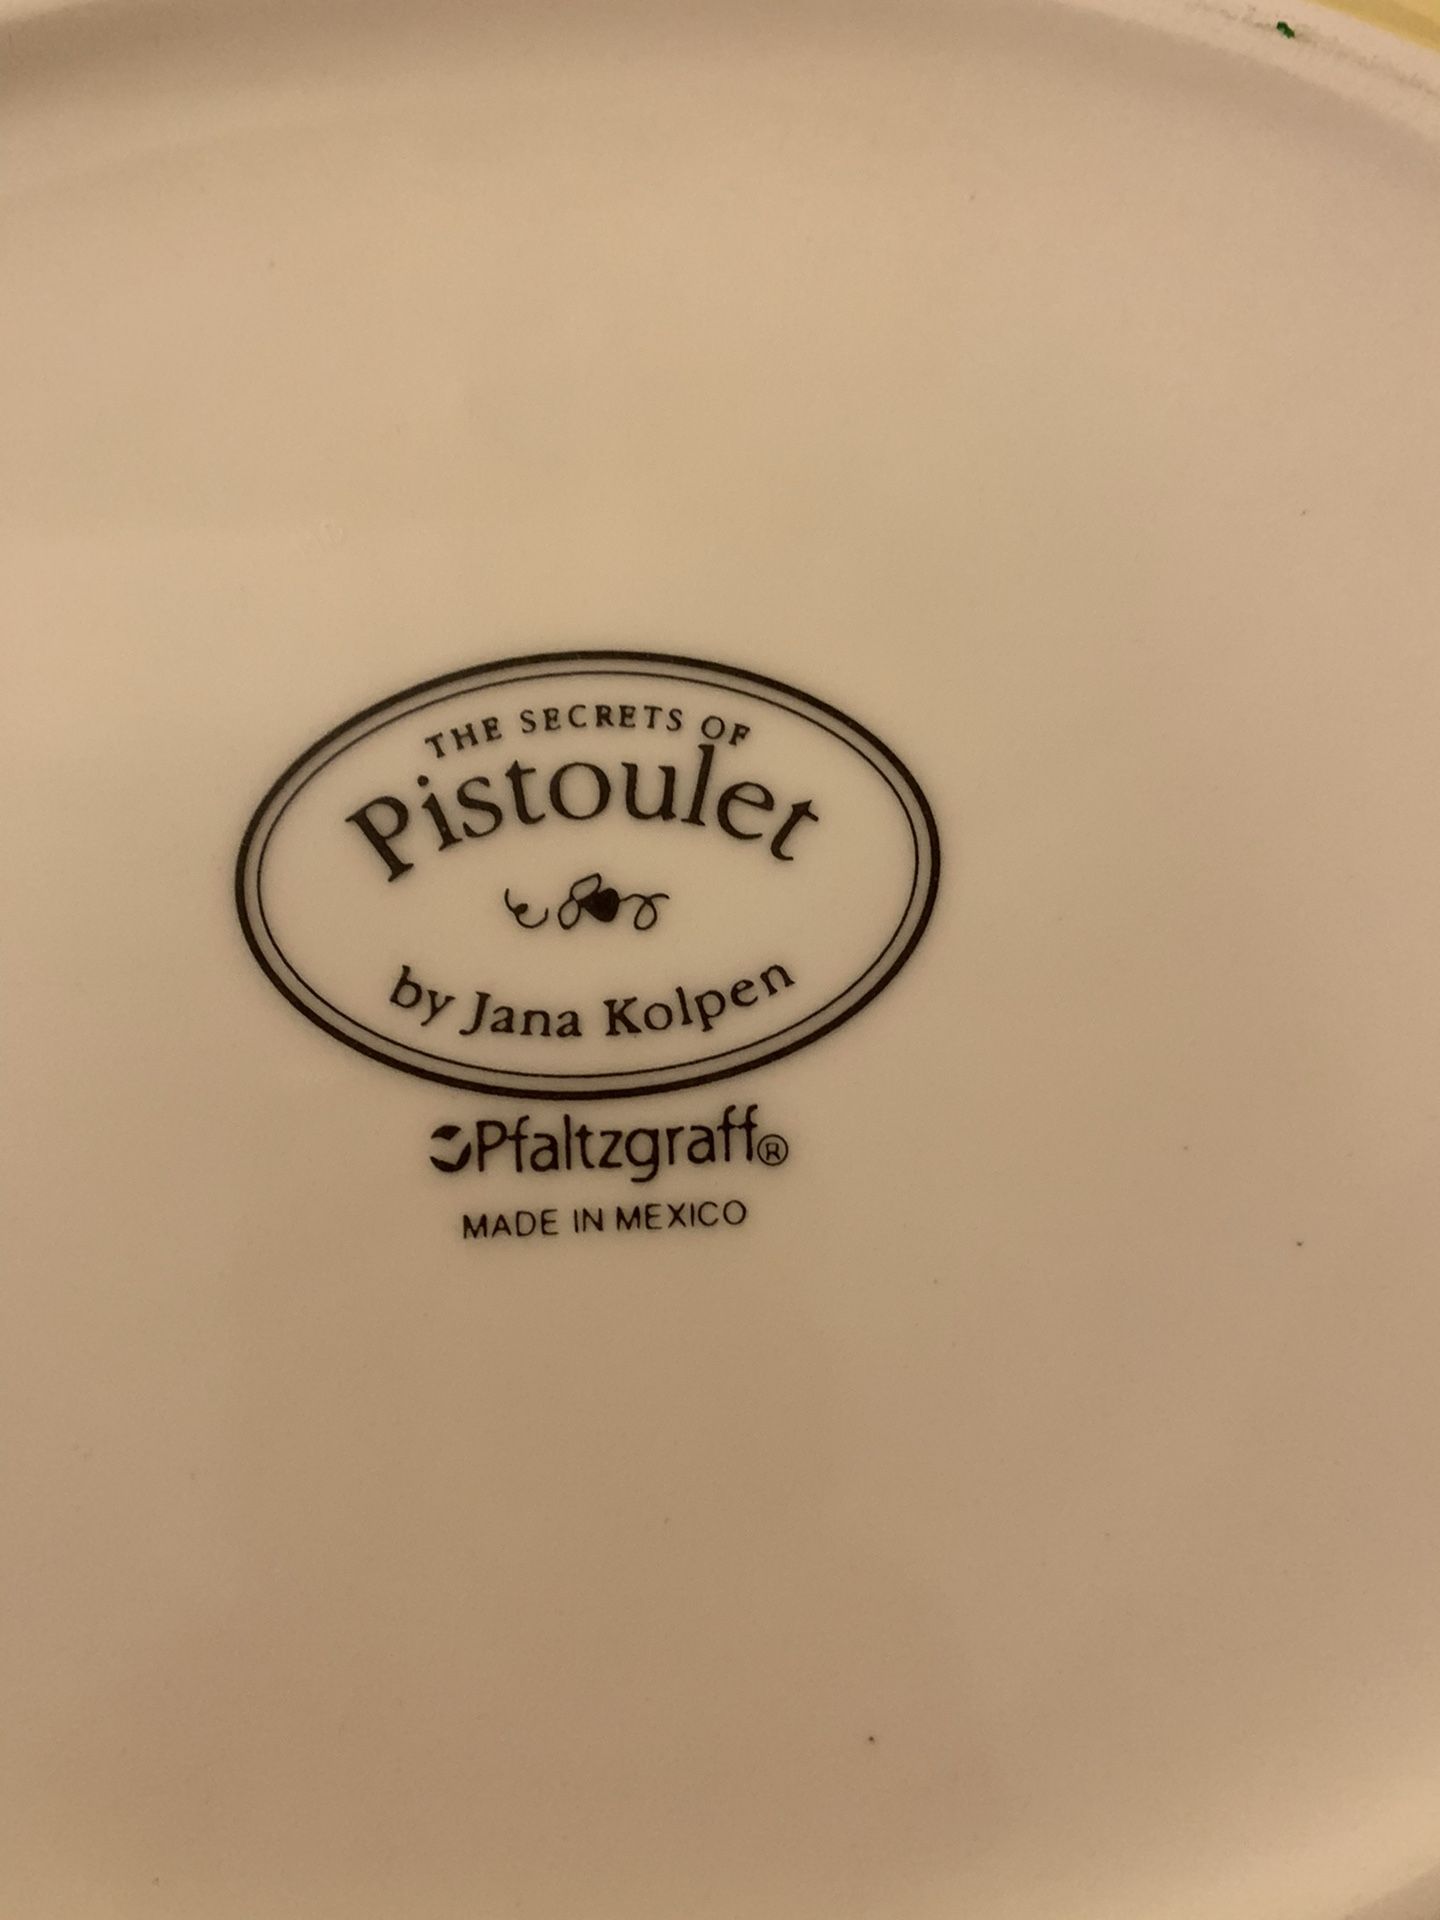 THE SECRETS OF
Pistoulet
by Jana Kolpen
Pfaltzgraff®
MADE IN MEXICO